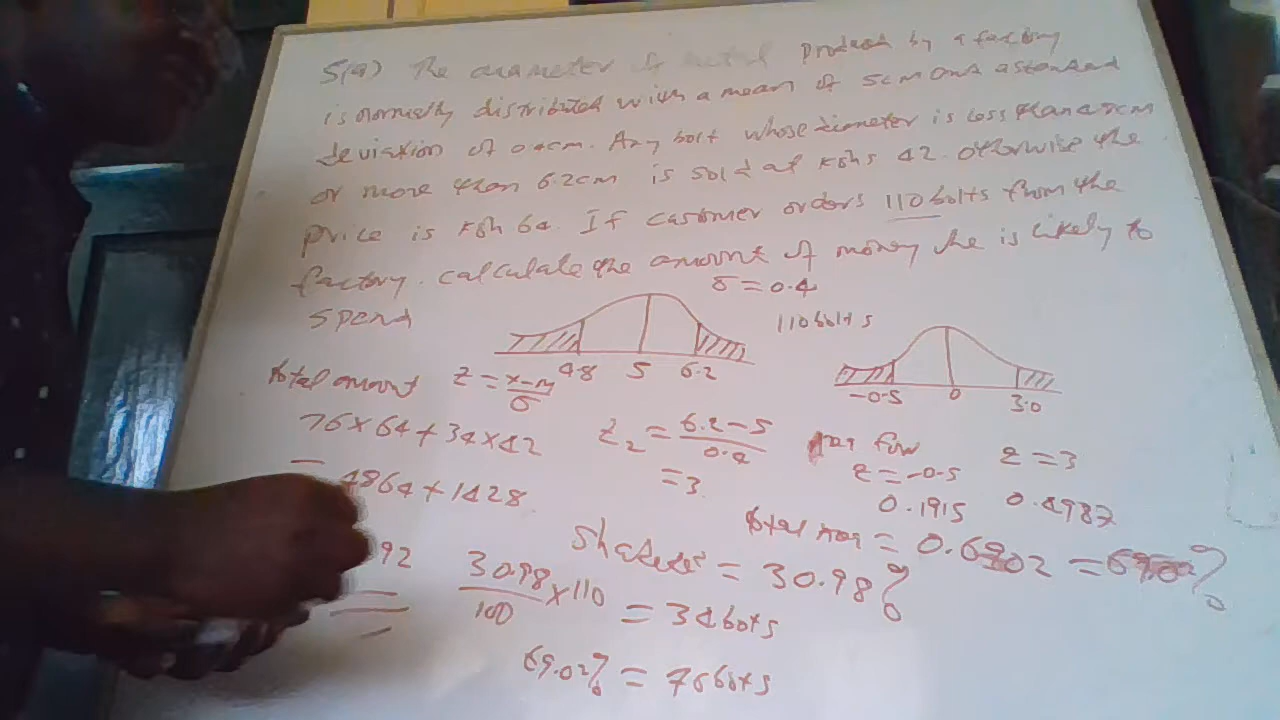 5(a) The diameter of metal produced by a factory
is normally distributed with a mean of 5cm and a standard
deviation of 0.4cm. Any bolt whose diameter is less than 4.8cm
or more than 6.2cm is sold at Kshs 42. otherwise the
price is Ksh 64. If customer orders 110 bolts from the
factory. calculate the amount of money he is likely to
spend
δ = 0.4
110 bolts
4.8 5 6.2
-0.5 0 3.0
total amount z = x-μ/σ
76×64+34×42
= 4864+1428
92
z₂ = 6.2-5/0.4
= 3
z = -0.5 z = 3
0.1915 0.4987
total = 0.6902 = 69.02%
= 30.98%
30.98/100 ×110 = 34 bolts
69.02% = 76 bolts